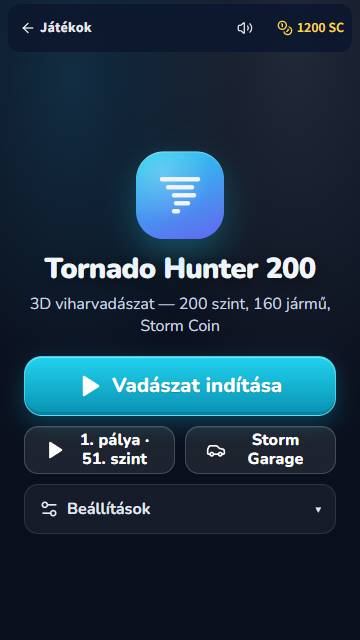 Játékok
1200 SC
Tornado Hunter 200
3D viharvadászat — 200 szint, 160 jármű,
Storm Coin
Vadászat indítása
1. pálya ·
51. szint
Storm
Garage
Beállítások